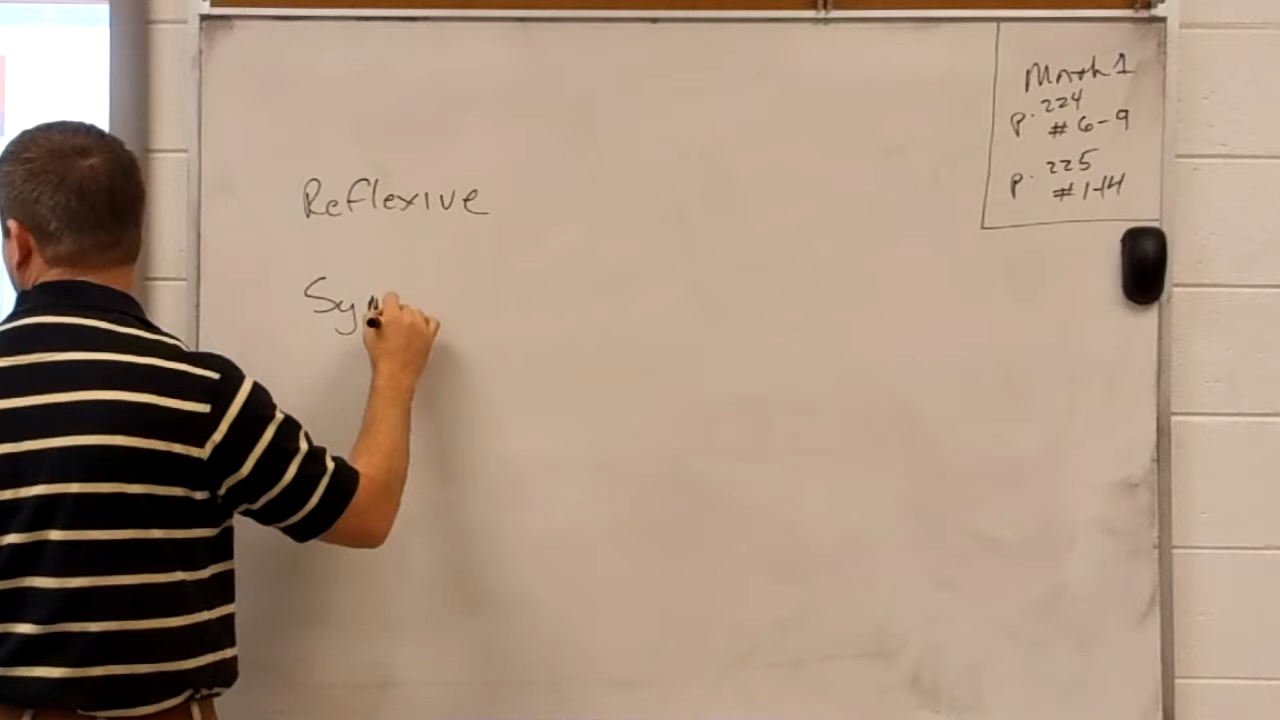 Reflexive
Sy
Math 1
p. 224
# 6-9
p. 225
# 1-14